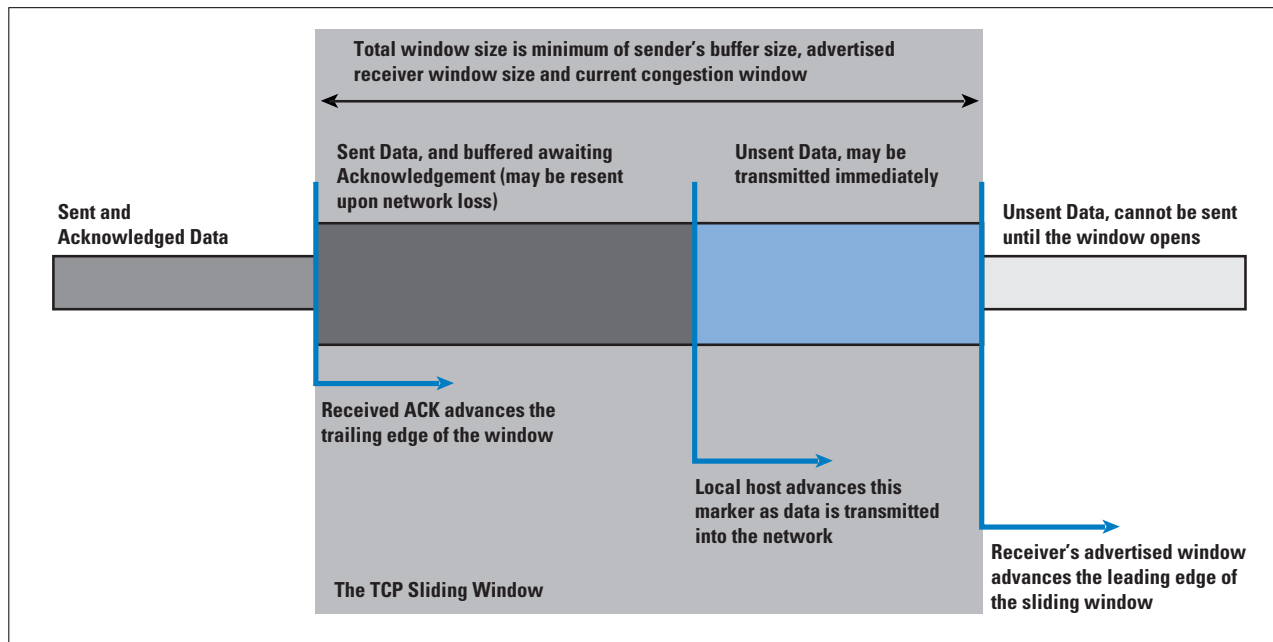 Total window size is minimum of sender's buffer size, advertised
receiver window size and current congestion window
Sent Data, and buffered awaiting
Acknowledgement (may be resent
upon network loss)
Unsent Data, may be
transmitted immediately
Sent and
Acknowledged Data
Unsent Data, cannot be sent
until the window opens
Received ACK advances the
trailing edge of the window
Local host advances this
marker as data is transmitted
into the network
Receiver's advertised window
advances the leading edge of
the sliding window
The TCP Sliding Window